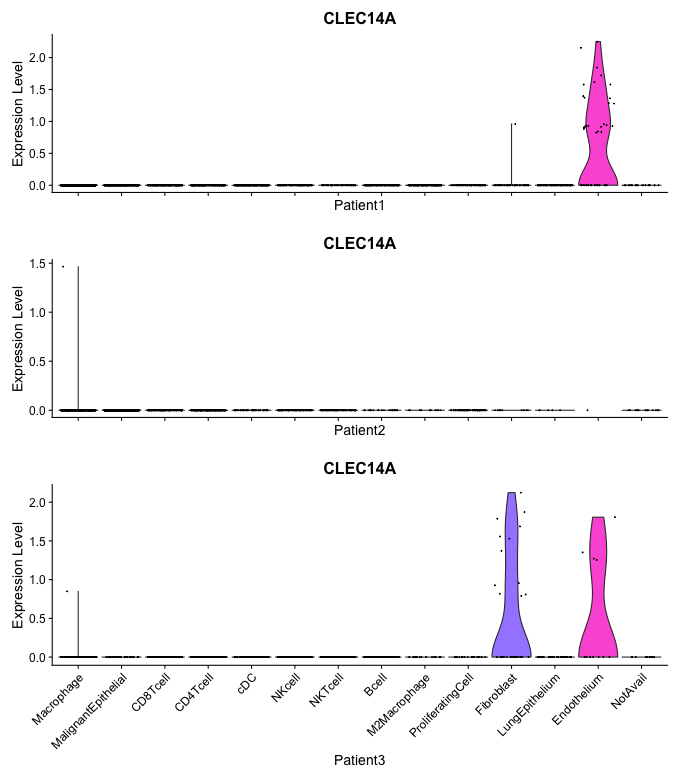 CLEC14A
Expression Level
2.0
1.5
1.0
0.5
0.0
Patient1
CLEC14A
Expression Level
1.5
1.0
0.5
0.0
Patient2
CLEC14A
Expression Level
2.0
1.5
1.0
0.5
0.0
Macrophage
MalignantEpithelial
CD8Tcell
CD4Tcell
cDC
NKcell
NKTcell
Bcell
M2Macrophage
ProliferatingCell
Fibroblast
LungEpithelium
Endothelium
NotAvail
Patient3